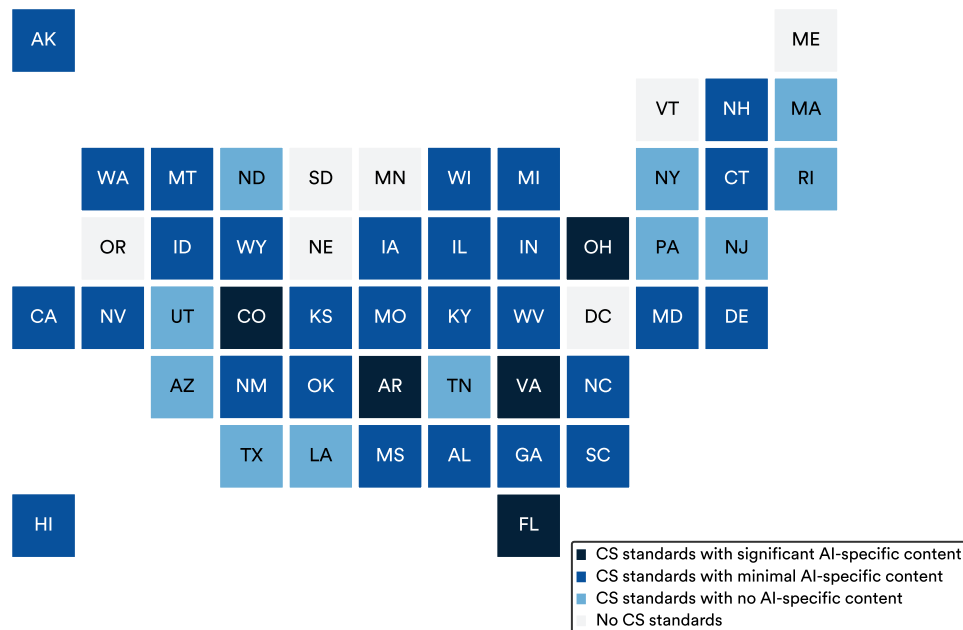 AK ME
VT NH MA
WA MT ND SD MN WI MI NY CT RI
OR ID WY NE IA IL IN OH PA NJ
CA NV UT CO KS MO KY WV DC MD DE
AZ NM OK AR TN VA NC
TX LA MS AL GA SC
HI FL
CS standards with significant AI-specific content
CS standards with minimal AI-specific content
CS standards with no AI-specific content
No CS standards